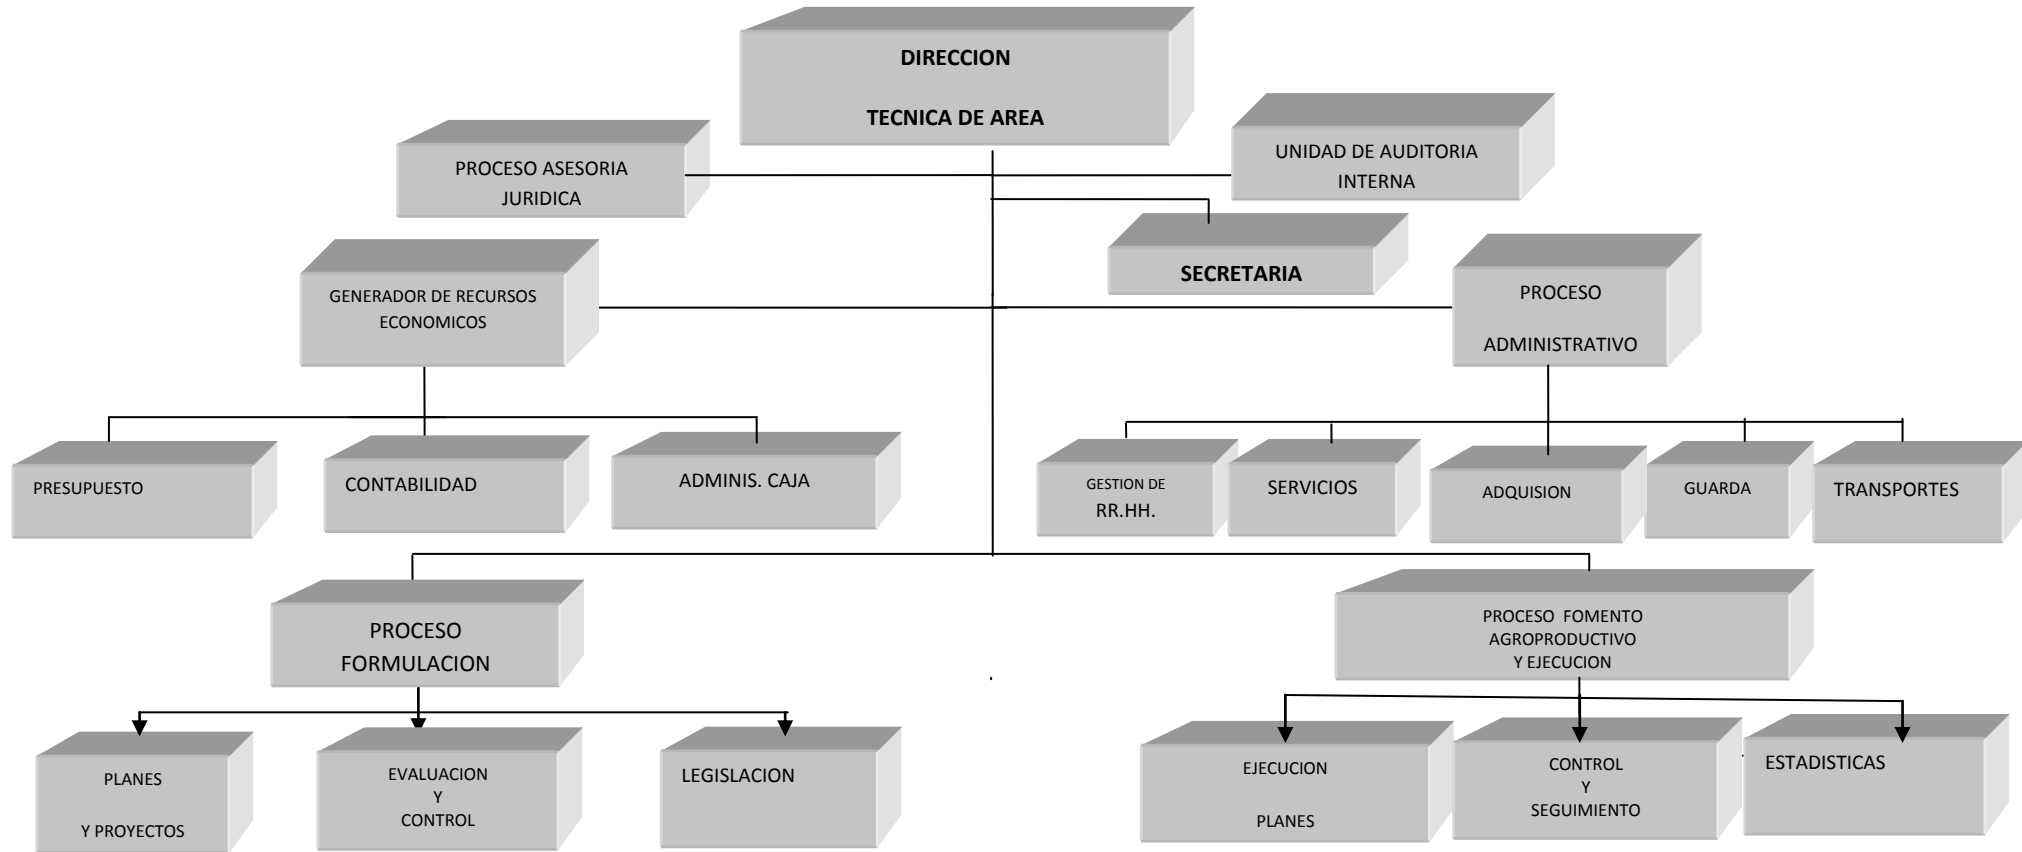 DIRECCION
TECNICA DE AREA
PROCESO ASESORIA
JURIDICA
UNIDAD DE AUDITORIA
INTERNA
SECRETARIA
GENERADOR DE RECURSOS
ECONOMICOS
PROCESO
ADMINISTRATIVO
PRESUPUESTO
CONTABILIDAD
ADMINIS. CAJA
GESTION DE
RR.HH.
SERVICIOS
ADQUISION
GUARDA
TRANSPORTES
PROCESO
FORMULACION
PROCESO FOMENTO
AGROPRODUCTIVO
Y EJECUCION
PLANES
Y PROYECTOS
EVALUACION
Y
CONTROL
LEGISLACION
EJECUCION
PLANES
CONTROL
Y
SEGUIMIENTO
ESTADISTICAS